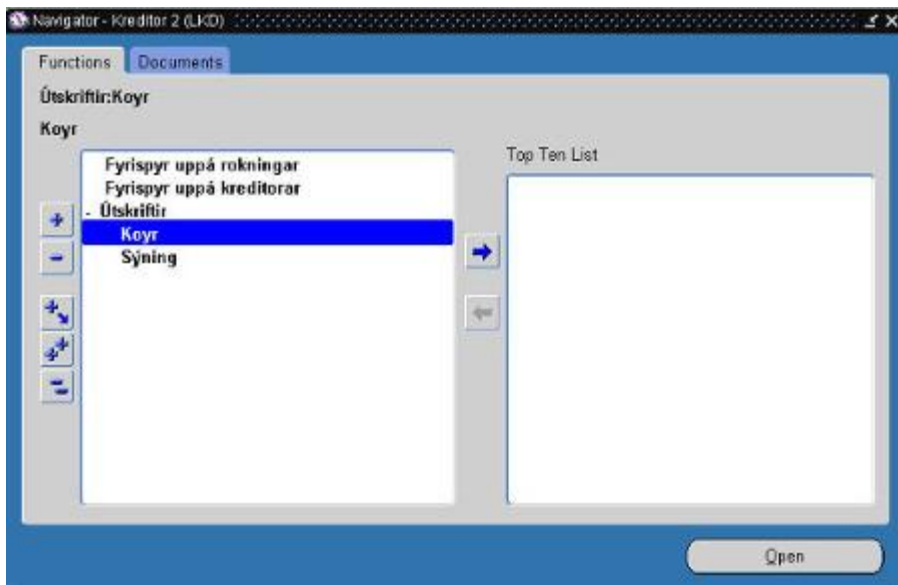 Navigator - Kreditor 2 (LKD)
Functions
Documents
Útskriftir:Koyr
Koyr
Fyrispyr uppá rokningar
Fyrispyr uppá kreditorar
- Útskriftir
Koyr
Sýning
Top Ten List
Open